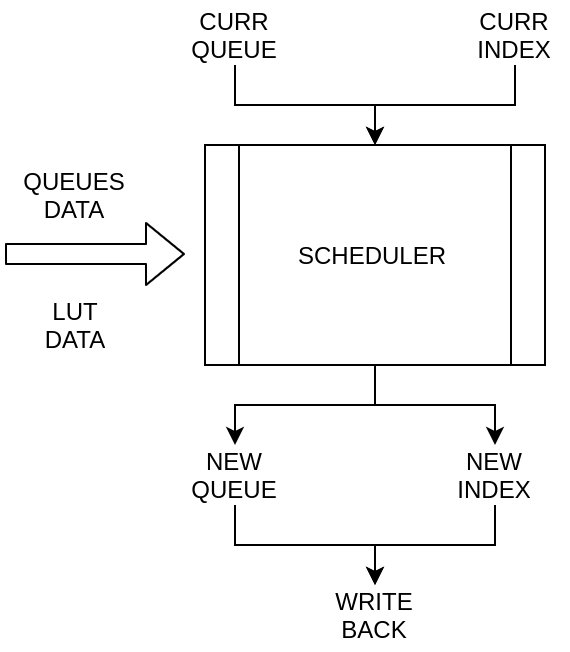 CURR
QUEUE
CURR
INDEX
QUEUES
DATA
SCHEDULER
LUT
DATA
NEW
QUEUE
NEW
INDEX
WRITE
BACK